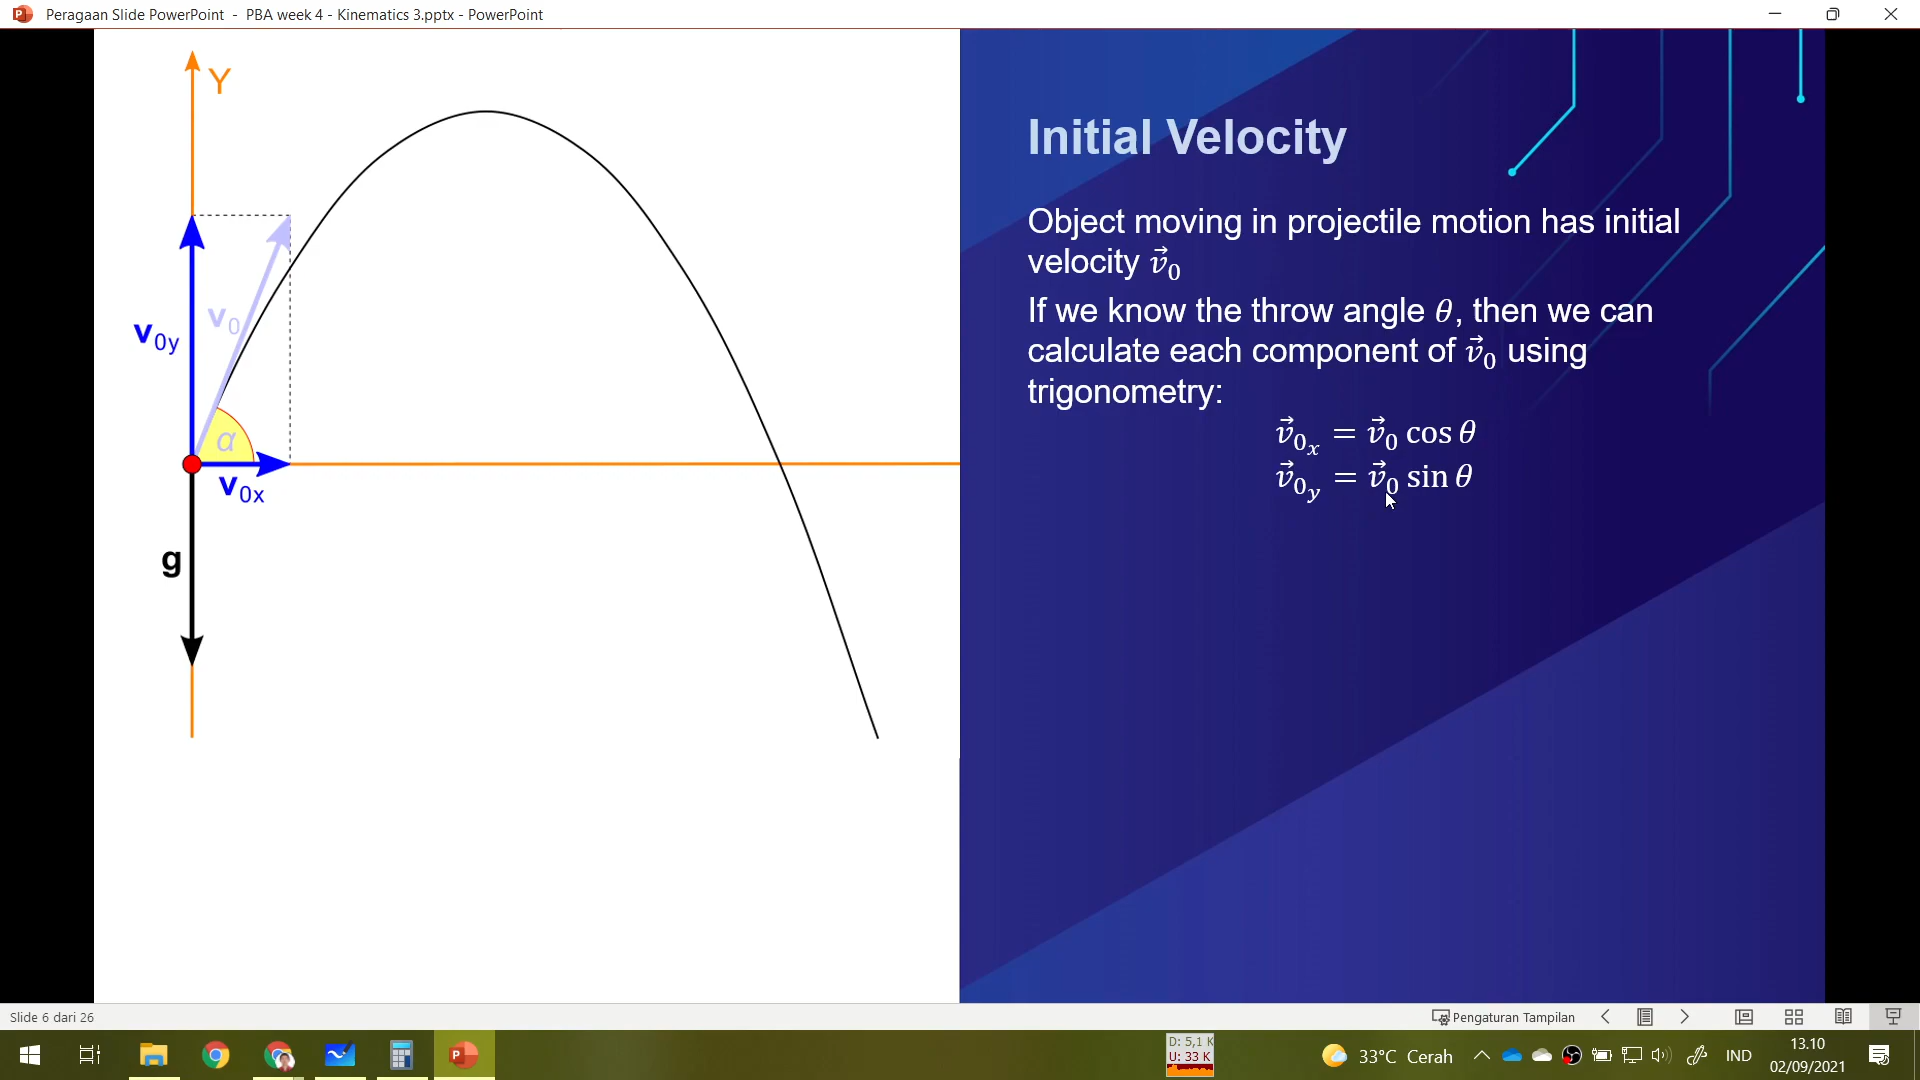 Peragaan Slide PowerPoint - PBA week 4 - Kinematics 3.pptx - PowerPoint
Y
v0y
v0
α
v0x
g
Initial Velocity
Object moving in projectile motion has initial
velocity v⃗₀
If we know the throw angle θ, then we can
calculate each component of v⃗₀ using
trigonometry:
v⃗₀ₓ = v⃗₀ cos θ
v⃗₀y = v⃗₀ sin θ
Slide 6 dari 26
Pengaturan Tampilan
D: 5,1 K
U: 33 K
33°C Cerah
IND
13.10
02/09/2021